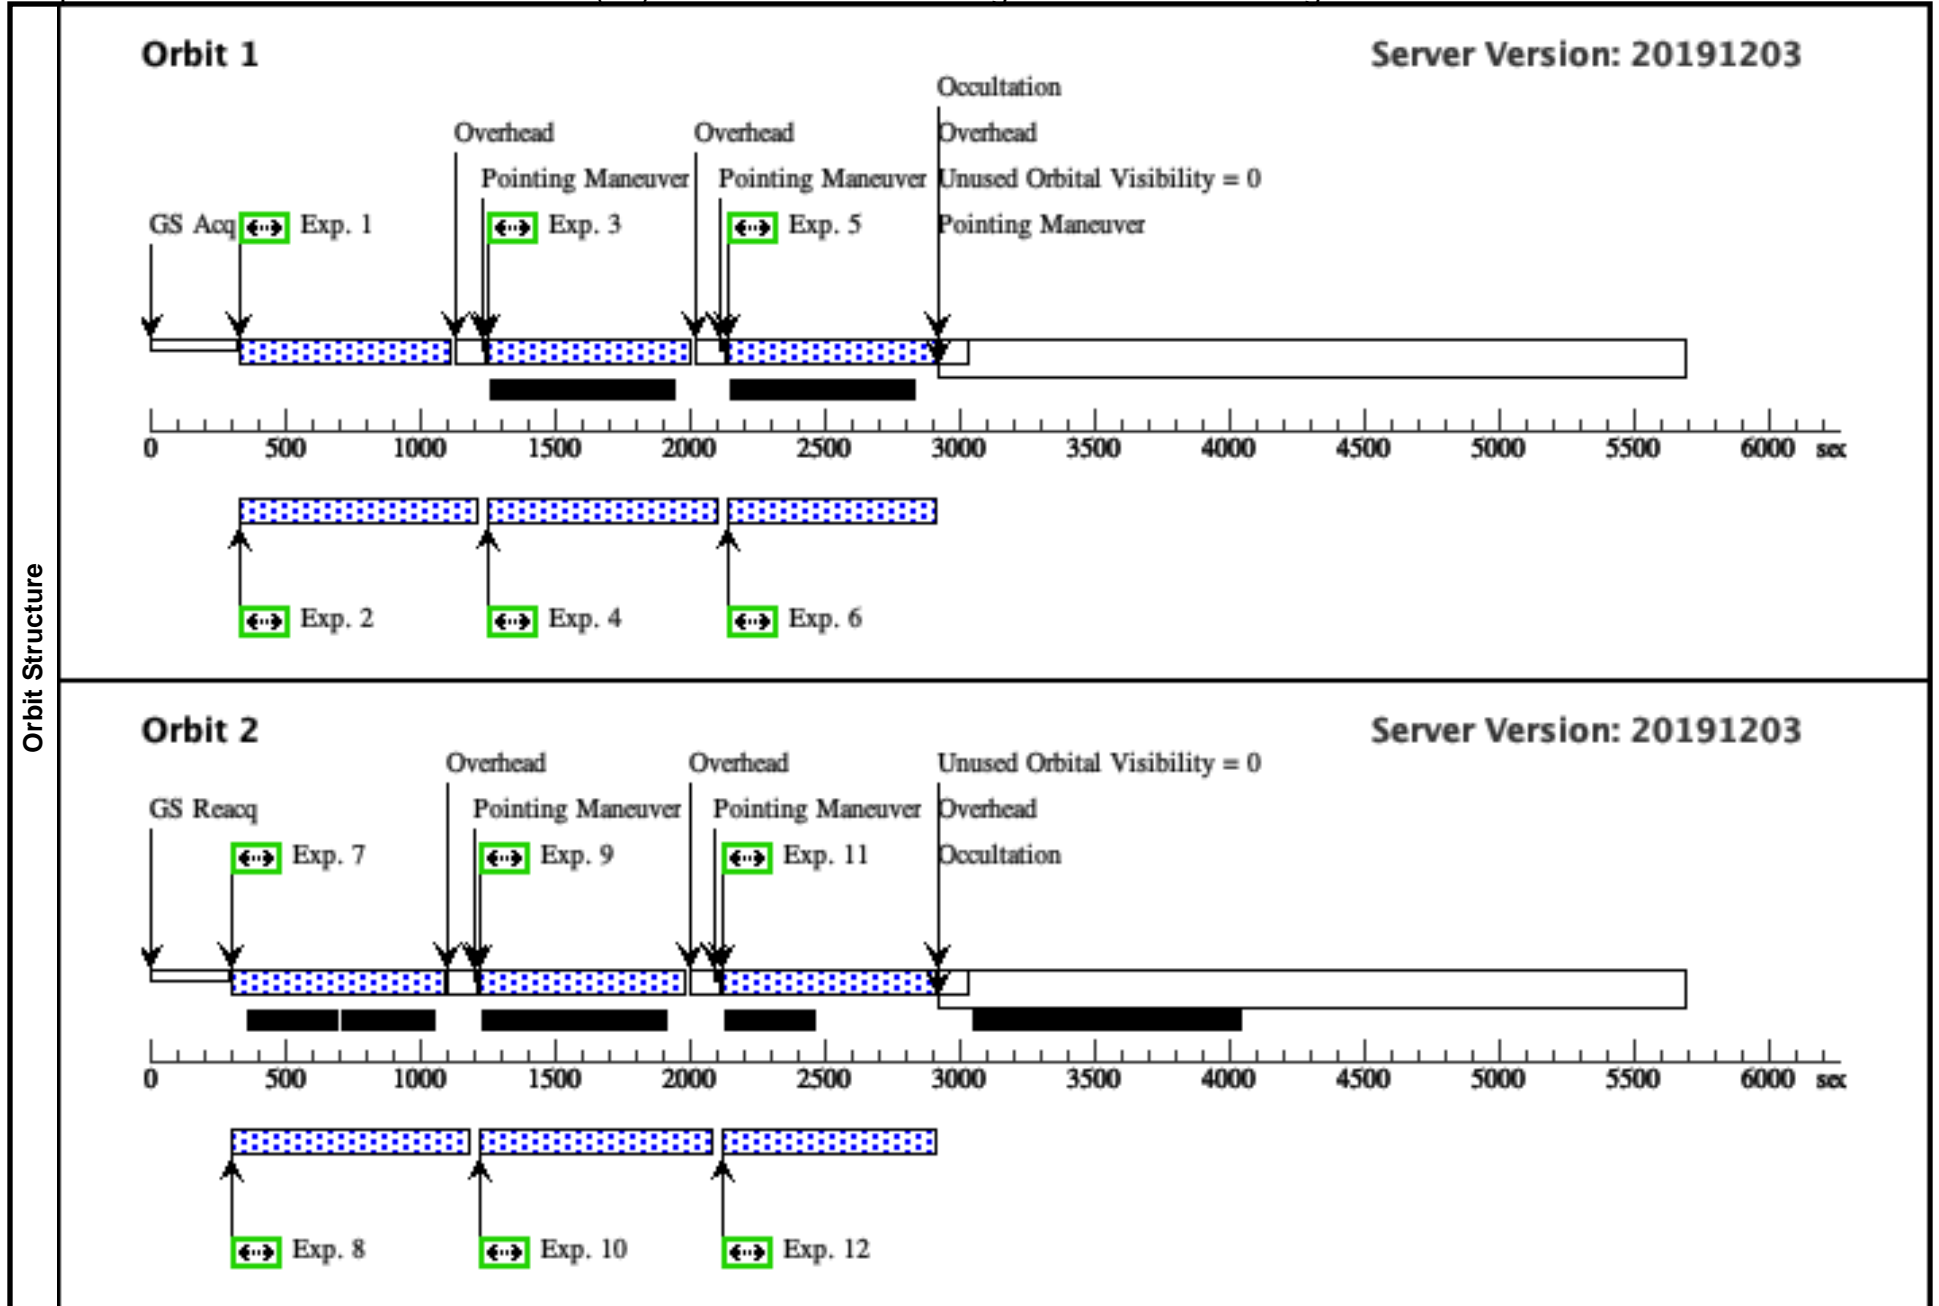 Orbit Structure
Orbit 1
Server Version: 20191203
Occultation
Overhead
Overhead
Overhead
Pointing Maneuver
Pointing Maneuver
Unused Orbital Visibility = 0
GS Acq
Exp. 1
Exp. 3
Exp. 5
Pointing Maneuver
0 500 1000 1500 2000 2500 3000 3500 4000 4500 5000 5500 6000 sec
Exp. 2
Exp. 4
Exp. 6
Orbit 2
Server Version: 20191203
Overhead
Overhead
Unused Orbital Visibility = 0
GS Reacq
Pointing Maneuver
Pointing Maneuver
Overhead
Exp. 7
Exp. 9
Exp. 11
Occultation
0 500 1000 1500 2000 2500 3000 3500 4000 4500 5000 5500 6000 sec
Exp. 8
Exp. 10
Exp. 12